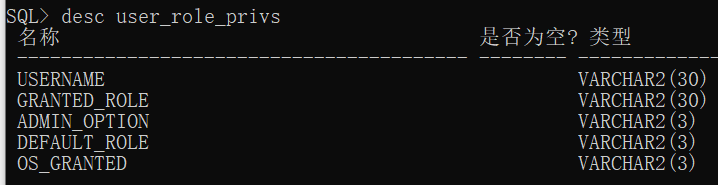 SQL> desc user_role_privs
名称 是否为空? 类型
----------------------------------------- -------- -------------
USERNAME VARCHAR2(30)
GRANTED_ROLE VARCHAR2(30)
ADMIN_OPTION VARCHAR2(3)
DEFAULT_ROLE VARCHAR2(3)
OS_GRANTED VARCHAR2(3)